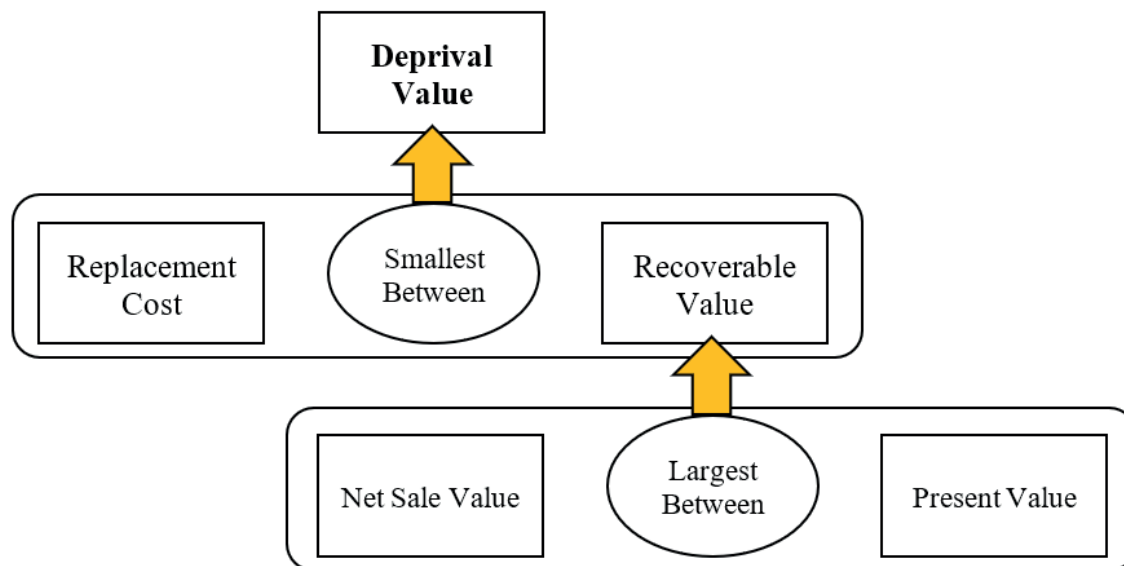 Deprival
Value
Replacement
Cost
Smallest
Between
Recoverable
Value
Net Sale Value
Largest
Between
Present Value